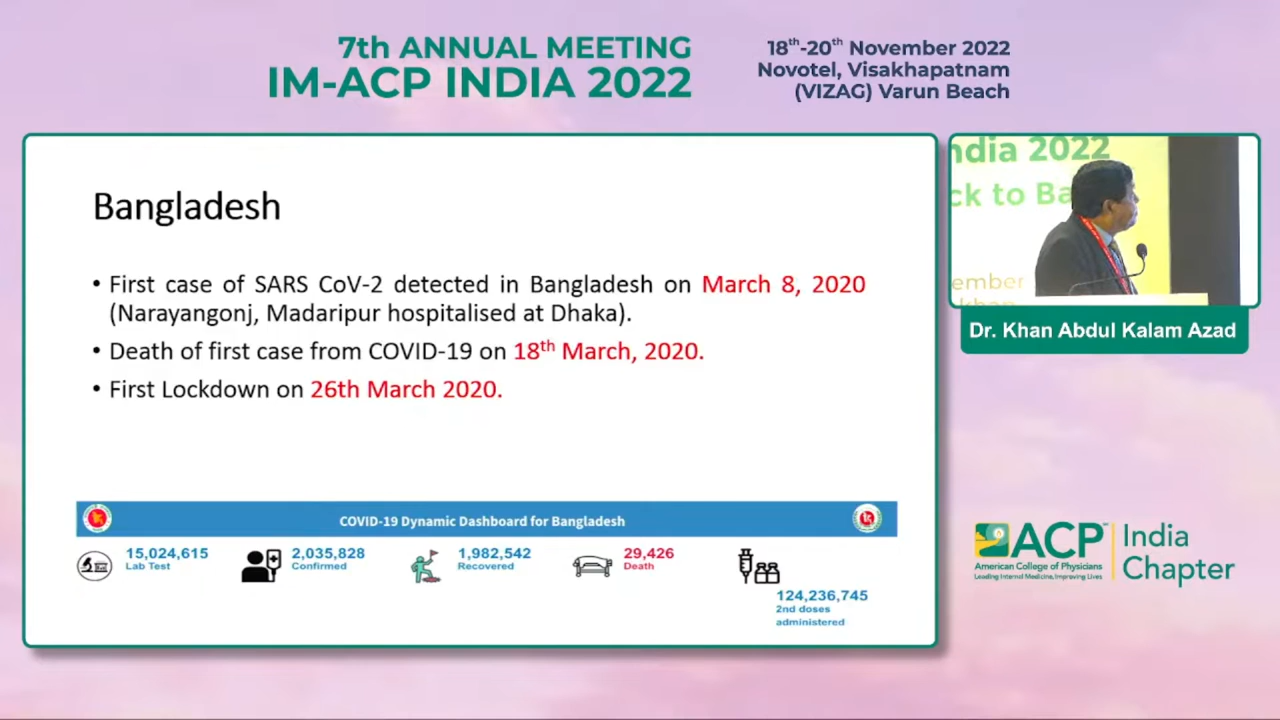 7th ANNUAL MEETING
IM-ACP INDIA 2022
18th-20th November 2022
Novotel, Visakhapatnam
(VIZAG) Varun Beach
Bangladesh
• First case of SARS CoV-2 detected in Bangladesh on March 8, 2020
(Narayangonj, Madaripur hospitalised at Dhaka).
• Death of first case from COVID-19 on 18th March, 2020.
• First Lockdown on 26th March 2020.
COVID-19 Dynamic Dashboard for Bangladesh
15,024,615
Lab Test
2,035,828
Confirmed
1,982,542
Recovered
29,426
Death
124,236,745
2nd doses
administered
ndia 2022
ck to Ba
ember
Dr. Khan Abdul Kalam Azad
ACP
American College of Physicians
Leading Internal Medicine, Improving Lives
India
Chapter